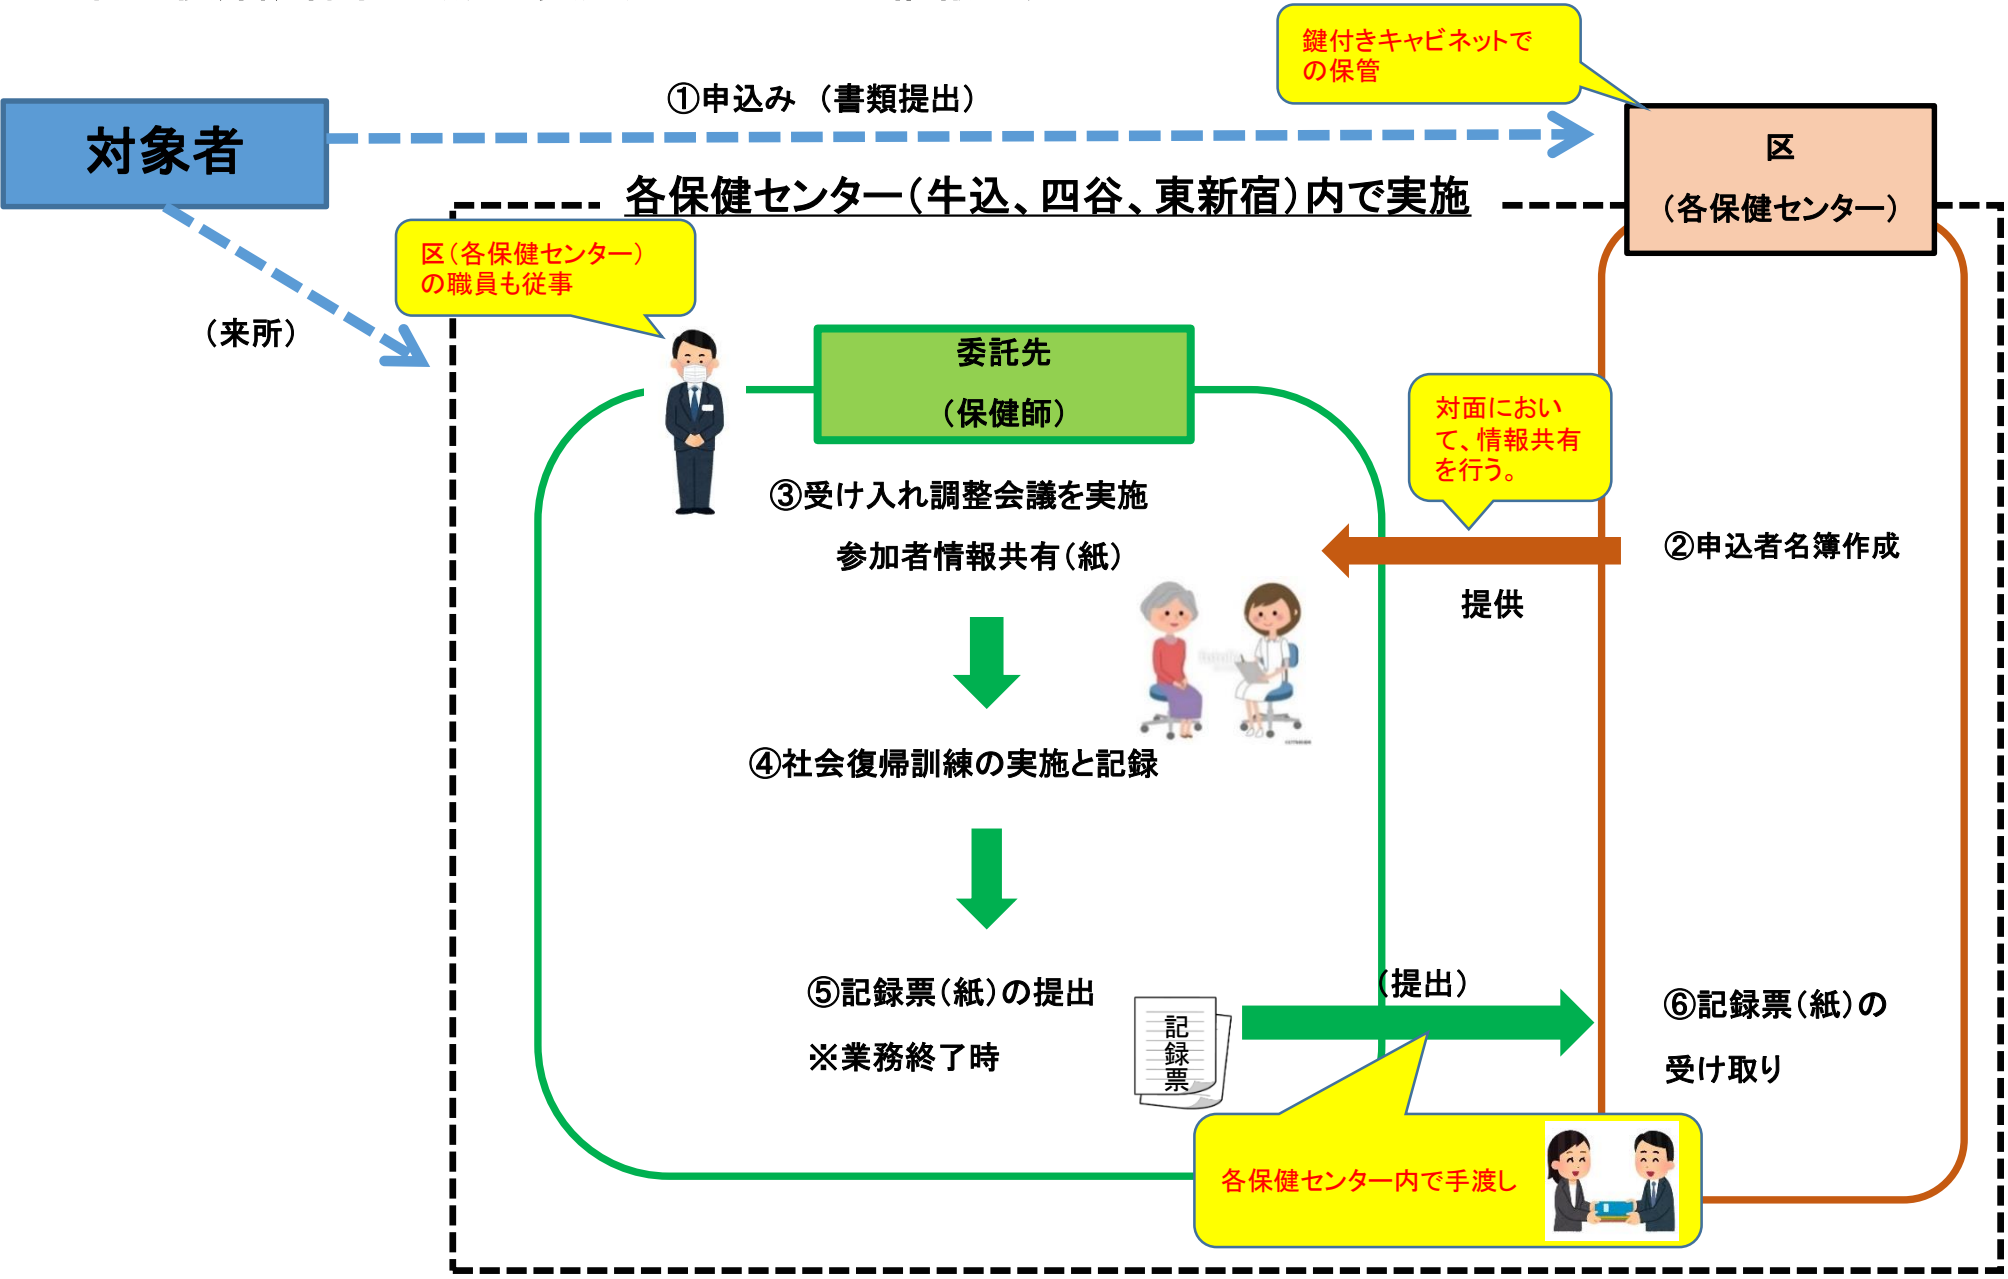 鍵付きキャビネットで
の保管
①申込み （書類提出）
対象者
区
（各保健センター）
各保健センター（牛込、四谷、東新宿）内で実施
区（各保健センター）
の職員も従事
（来所）
委託先
（保健師）
対面におい
て、情報共有
を行う。
③受け入れ調整会議を実施
参加者情報共有（紙）
②申込者名簿作成
提供
④社会復帰訓練の実施と記録
（提出）
⑤記録票（紙）の提出
※業務終了時
記
録
票
⑥記録票（紙）の
受け取り
各保健センター内で手渡し